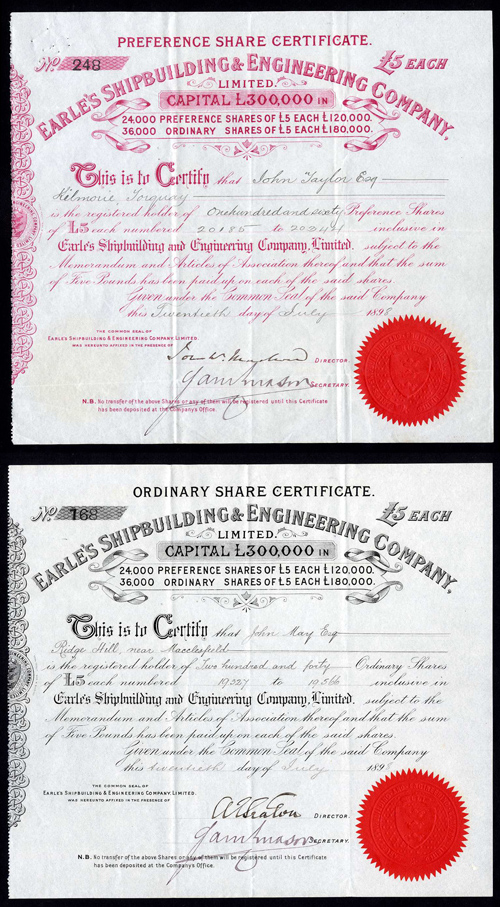 PREFERENCE SHARE CERTIFICATE.
No. 248
£5 EACH
EARLE'S SHIPBUILDING & ENGINEERING COMPANY,
LIMITED.
CAPITAL £300,000 IN
24,000 PREFERENCE SHARES OF £5 EACH £120,000.
36,000 ORDINARY SHARES OF £5 EACH £180,000.
This is to Certify that John Taylor Esq
Kilmorie Torquay
is the registered holder of One hundred and sixty Preference Shares
of £5 each numbered 20185 to 20344 inclusive in
Earle's Shipbuilding and Engineering Company, Limited. subject to the
Memorandum and Articles of Association thereof and that the sum
of Five Pounds has been paid up on each of the said shares.
Given under the Common Seal of the said Company
this Twentieth day of July 1898
THE COMMON SEAL OF
EARLES SHIPBUILDING & ENGINEERING COMPANY, LIMITED
WAS HEREUNTO AFFIXED IN THE PRESENCE OF
DIRECTOR.
SECRETARY.
N.B. No transfer of the above Shares or any of them will be registered until this Certificate
has been deposited at the Company's Office.
ORDINARY SHARE CERTIFICATE.
No. 168
£5 EACH
EARLE'S SHIPBUILDING & ENGINEERING COMPANY,
LIMITED.
CAPITAL £300,000 IN
24,000 PREFERENCE SHARES OF £5 EACH £120,000.
36,000 ORDINARY SHARES OF £5 EACH £180,000.
This is to Certify that John May Esq
Ridge Hill, near Macclesfield
is the registered holder of Two hundred and forty Ordinary Shares
of £5 each numbered 19327 to 19566 inclusive in
Earle's Shipbuilding and Engineering Company, Limited. subject to the
Memorandum and Articles of Association thereof and that the sum
of Five Pounds has been paid up on each of the said shares.
Given under the Common Seal of the said Company
this twentieth day of July 1898
THE COMMON SEAL OF
EARLES SHIPBUILDING & ENGINEERING COMPANY, LIMITED
WAS HEREUNTO AFFIXED IN THE PRESENCE OF
DIRECTOR.
SECRETARY.
N.B. No transfer of the above Shares or any of them will be registered until this Certificate
has been deposited at the Company's Office.